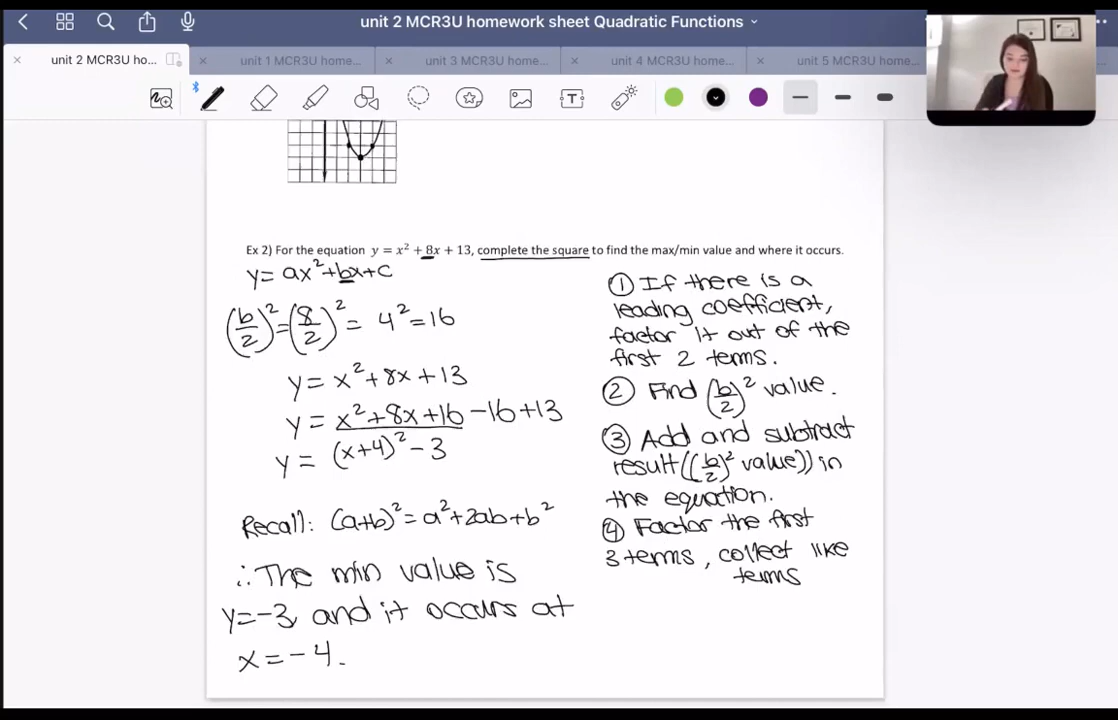 unit 2 MCR3U homework sheet Quadratic Functions
unit 2 MCR3U ho...
unit 1 MCR3U home...
unit 3 MCR3U home...
unit 4 MCR3U home...
unit 5 MCR3U home...
Ex 2) For the equation y = x² + 8x + 13, complete the square to find the max/min value and where it occurs.
y = ax²+bx+c
(b/2)² = (8/2)² = 4² = 16
y = x²+8x+13
y = x²+8x+16 -16+13
y = (x+4)² -3
Recall: (a+b)² = a²+2ab+b²
∴ The min value is
y=-3 and it occurs at
x = -4.
① If there is a
leading coefficient,
factor it out of the
first 2 terms.
② Find (b/2)² value.
③ Add and subtract
result((b/2)² value)) in
the equation.
④ Factor the first
3 terms, collect like
terms